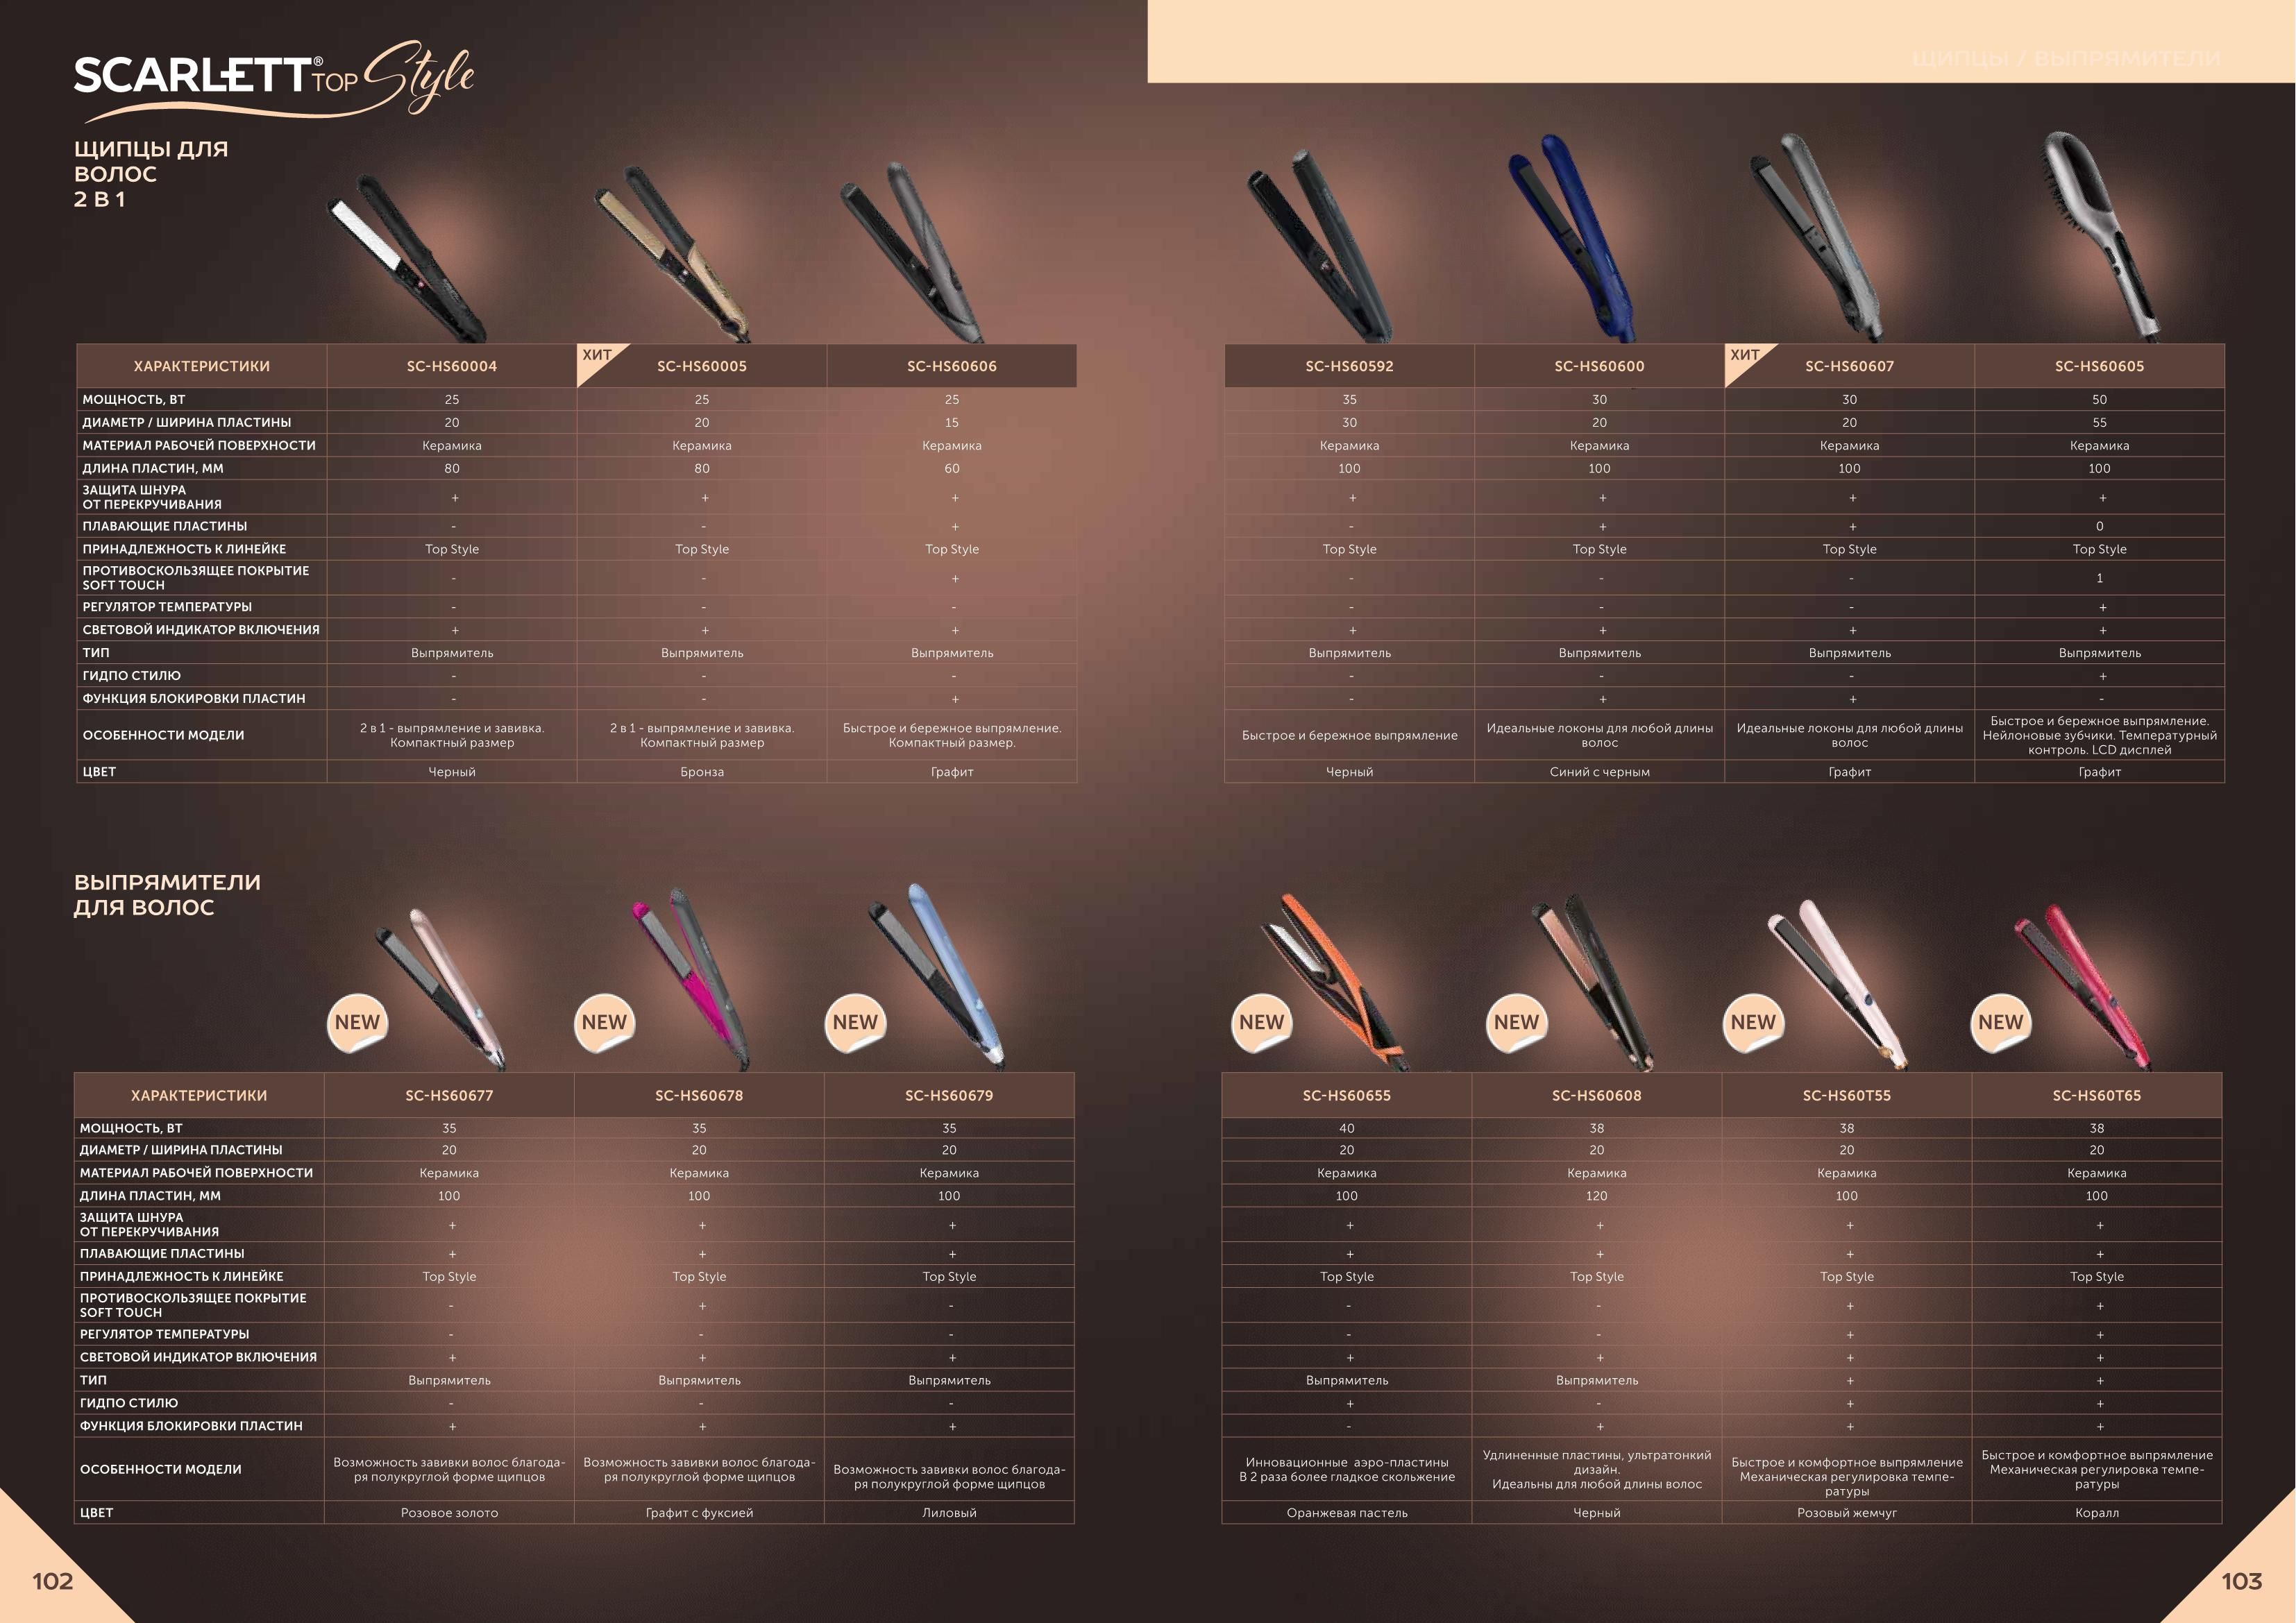 SCARLETT® TOP Style
ЩИПЦЫ / ВЫПРЯМИТЕЛИ
ЩИПЦЫ ДЛЯ
ВОЛОС
2 В 1
ХАРАКТЕРИСТИКИ SC-HS60004 ХИТ SC-HS60005 SC-HS60606 SC-HS60592 SC-HS60600 ХИТ SC-HS60607 SC-HS60605
МОЩНОСТЬ, ВТ 25 25 25 35 30 30 50
ДИАМЕТР / ШИРИНА ПЛАСТИНЫ 20 20 15 30 20 20 55
МАТЕРИАЛ РАБОЧЕЙ ПОВЕРХНОСТИ Керамика Керамика Керамика Керамика Керамика Керамика Керамика
ДЛИНА ПЛАСТИН, ММ 80 80 60 100 100 100 100
ЗАЩИТА ШНУРА
ОТ ПЕРЕКРУЧИВАНИЯ + + + + + + +
ПЛАВАЮЩИЕ ПЛАСТИНЫ - - + - + + 0
ПРИНАДЛЕЖНОСТЬ К ЛИНЕЙКЕ Top Style Top Style Top Style Top Style Top Style Top Style Top Style
ПРОТИВОСКОЛЬЗЯЩЕЕ ПОКРЫТИЕ
SOFT TOUCH - - + - - - 1
РЕГУЛЯТОР ТЕМПЕРАТУРЫ - - - - - - +
СВЕТОВОЙ ИНДИКАТОР ВКЛЮЧЕНИЯ + + + + + + +
ТИП Выпрямитель Выпрямитель Выпрямитель Выпрямитель Выпрямитель Выпрямитель Выпрямитель
ГИДПО СТИЛЮ - - - - - - +
ФУНКЦИЯ БЛОКИРОВКИ ПЛАСТИН - - + - + + -
ОСОБЕННОСТИ МОДЕЛИ
2 в 1 - выпрямление и завивка.
Компактный размер
2 в 1 - выпрямление и завивка.
Компактный размер
Быстрое и бережное выпрямление.
Компактный размер.
Быстрое и бережное выпрямление
Идеальные локоны для любой длины
волос
Идеальные локоны для любой длины
волос
Быстрое и бережное выпрямление.
Нейлоновые зубчики. Температурный
контроль. LCD дисплей
ЦВЕТ Черный Бронза Графит Черный Синий с черным Графит Графит
ВЫПРЯМИТЕЛИ
ДЛЯ ВОЛОС
NEW NEW NEW NEW NEW NEW NEW
ХАРАКТЕРИСТИКИ SC-HS60677 SC-HS60678 SC-HS60679 SC-HS60655 SC-HS60608 SC-HS60T55 SC-HS60T65
МОЩНОСТЬ, ВТ 35 35 35 40 38 38 38
ДИАМЕТР / ШИРИНА ПЛАСТИНЫ 20 20 20 20 20 20 20
МАТЕРИАЛ РАБОЧЕЙ ПОВЕРХНОСТИ Керамика Керамика Керамика Керамика Керамика Керамика Керамика
ДЛИНА ПЛАСТИН, ММ 100 100 100 100 120 100 100
ЗАЩИТА ШНУРА
ОТ ПЕРЕКРУЧИВАНИЯ + + + + + + +
ПЛАВАЮЩИЕ ПЛАСТИНЫ + + + + + + +
ПРИНАДЛЕЖНОСТЬ К ЛИНЕЙКЕ Top Style Top Style Top Style Top Style Top Style Top Style Top Style
ПРОТИВОСКОЛЬЗЯЩЕЕ ПОКРЫТИЕ
SOFT TOUCH - + - - - + +
РЕГУЛЯТОР ТЕМПЕРАТУРЫ - - - - - + +
СВЕТОВОЙ ИНДИКАТОР ВКЛЮЧЕНИЯ + + + + + + +
ТИП Выпрямитель Выпрямитель Выпрямитель Выпрямитель Выпрямитель + +
ГИДПО СТИЛЮ - - - + - + +
ФУНКЦИЯ БЛОКИРОВКИ ПЛАСТИН + + + - + + +
ОСОБЕННОСТИ МОДЕЛИ
Возможность завивки волос благода-
ря полукруглой форме щипцов
Возможность завивки волос благода-
ря полукруглой форме щипцов
Возможность завивки волос благода-
ря полукруглой форме щипцов
Инновационные аэро-пластины
В 2 раза более гладкое скольжение
Удлиненные пластины, ультратонкий
дизайн.
Идеальны для любой длины волос
Быстрое и комфортное выпрямление
Механическая регулировка темпе-
ратуры
Быстрое и комфортное выпрямление
Механическая регулировка темпе-
ратуры
ЦВЕТ Розовое золото Графит с фуксией Лиловый Оранжевая пастель Черный Розовый жемчуг Коралл
102 103